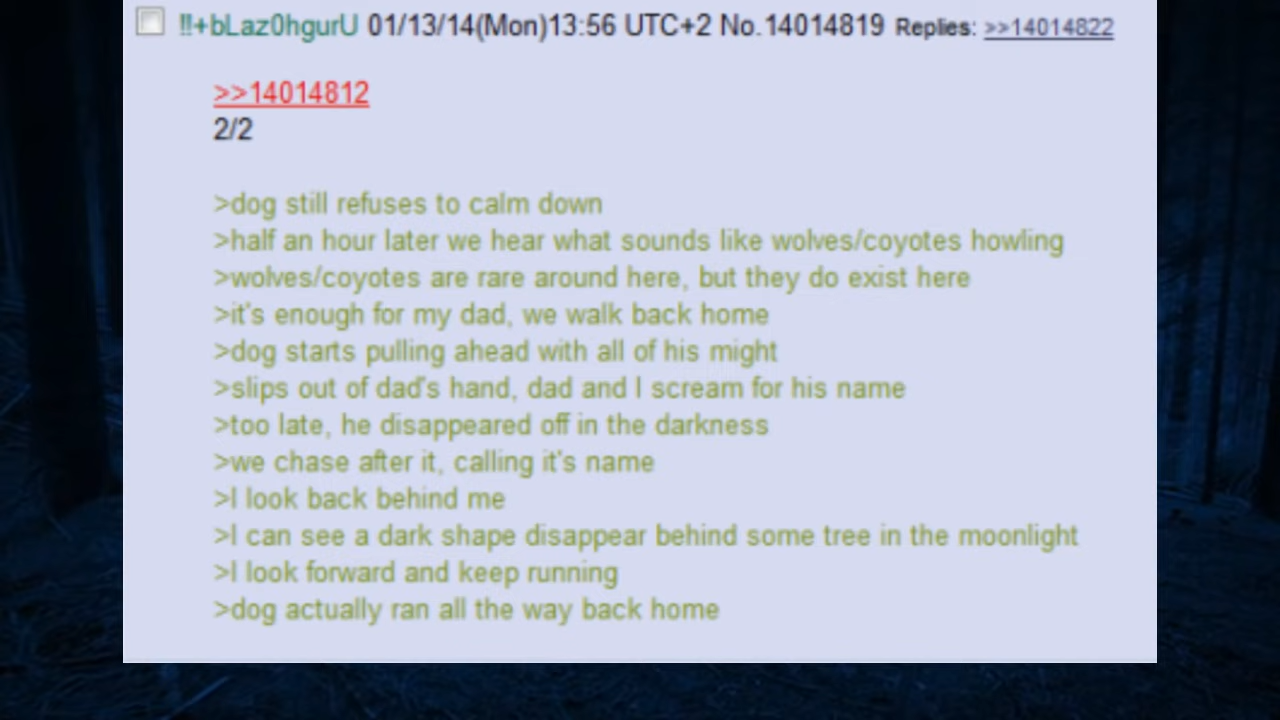 !!+bLaz0hgurU 01/13/14(Mon)13:56 UTC+2 No.14014819 Replies: >>14014822
>>14014812
2/2
>dog still refuses to calm down
>half an hour later we hear what sounds like wolves/coyotes howling
>wolves/coyotes are rare around here, but they do exist here
>it's enough for my dad, we walk back home
>dog starts pulling ahead with all of his might
>slips out of dad's hand, dad and I scream for his name
>too late, he disappeared off in the darkness
>we chase after it, calling it's name
>I look back behind me
>I can see a dark shape disappear behind some tree in the moonlight
>I look forward and keep running
>dog actually ran all the way back home